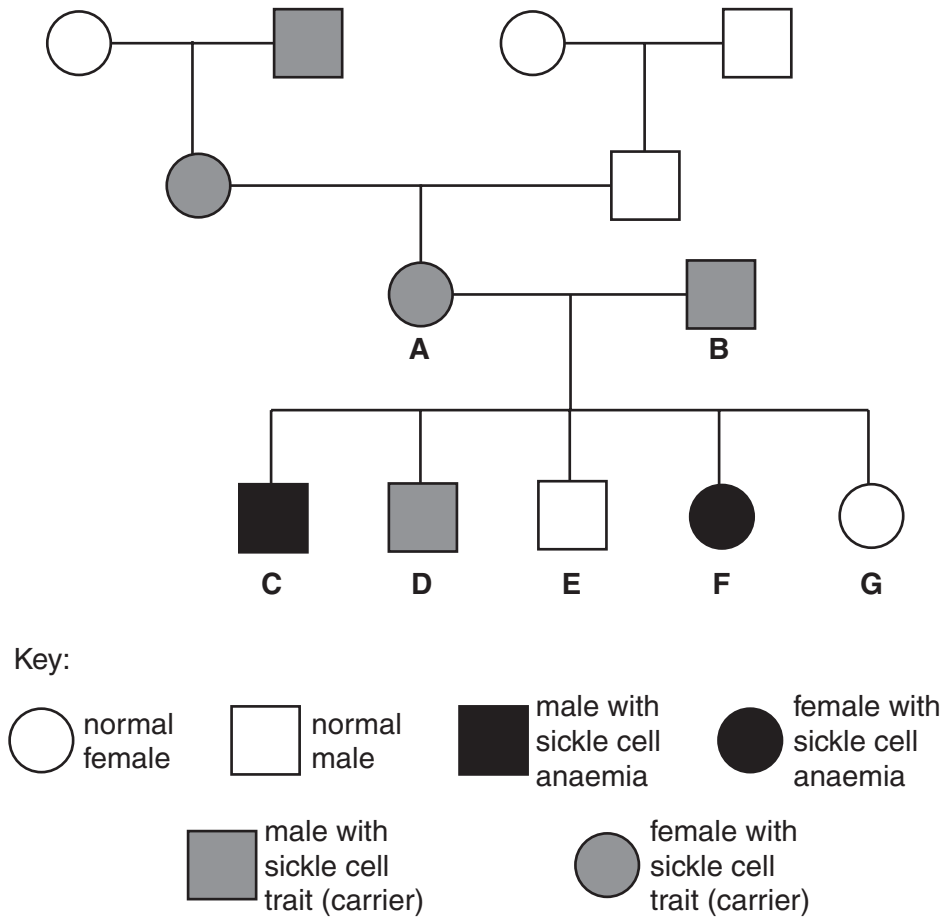 A
B
C
D
E
F
G
Key:
normal
female
normal
male
male with
sickle cell
anaemia
female with
sickle cell
anaemia
male with
sickle cell
trait (carrier)
female with
sickle cell
trait (carrier)